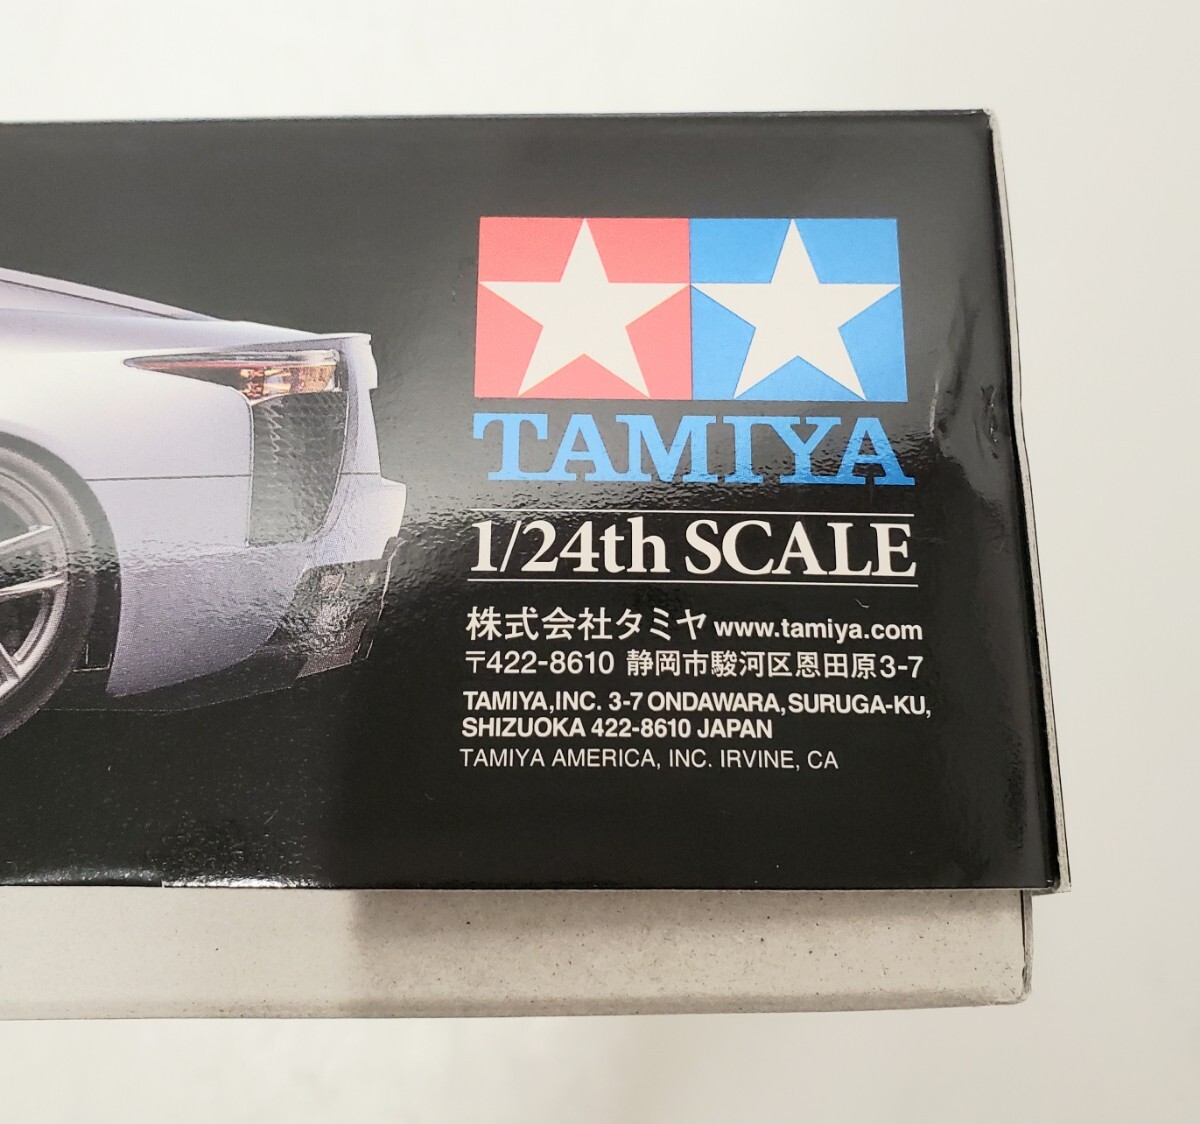 TAMIYA
1/24th SCALE
株式会社タミヤ www.tamiya.com
〒422-8610 静岡市駿河区恩田原3-7
TAMIYA,INC. 3-7 ONDAWARA, SURUGA-KU,
SHIZUOKA 422-8610 JAPAN
TAMIYA AMERICA, INC. IRVINE, CA